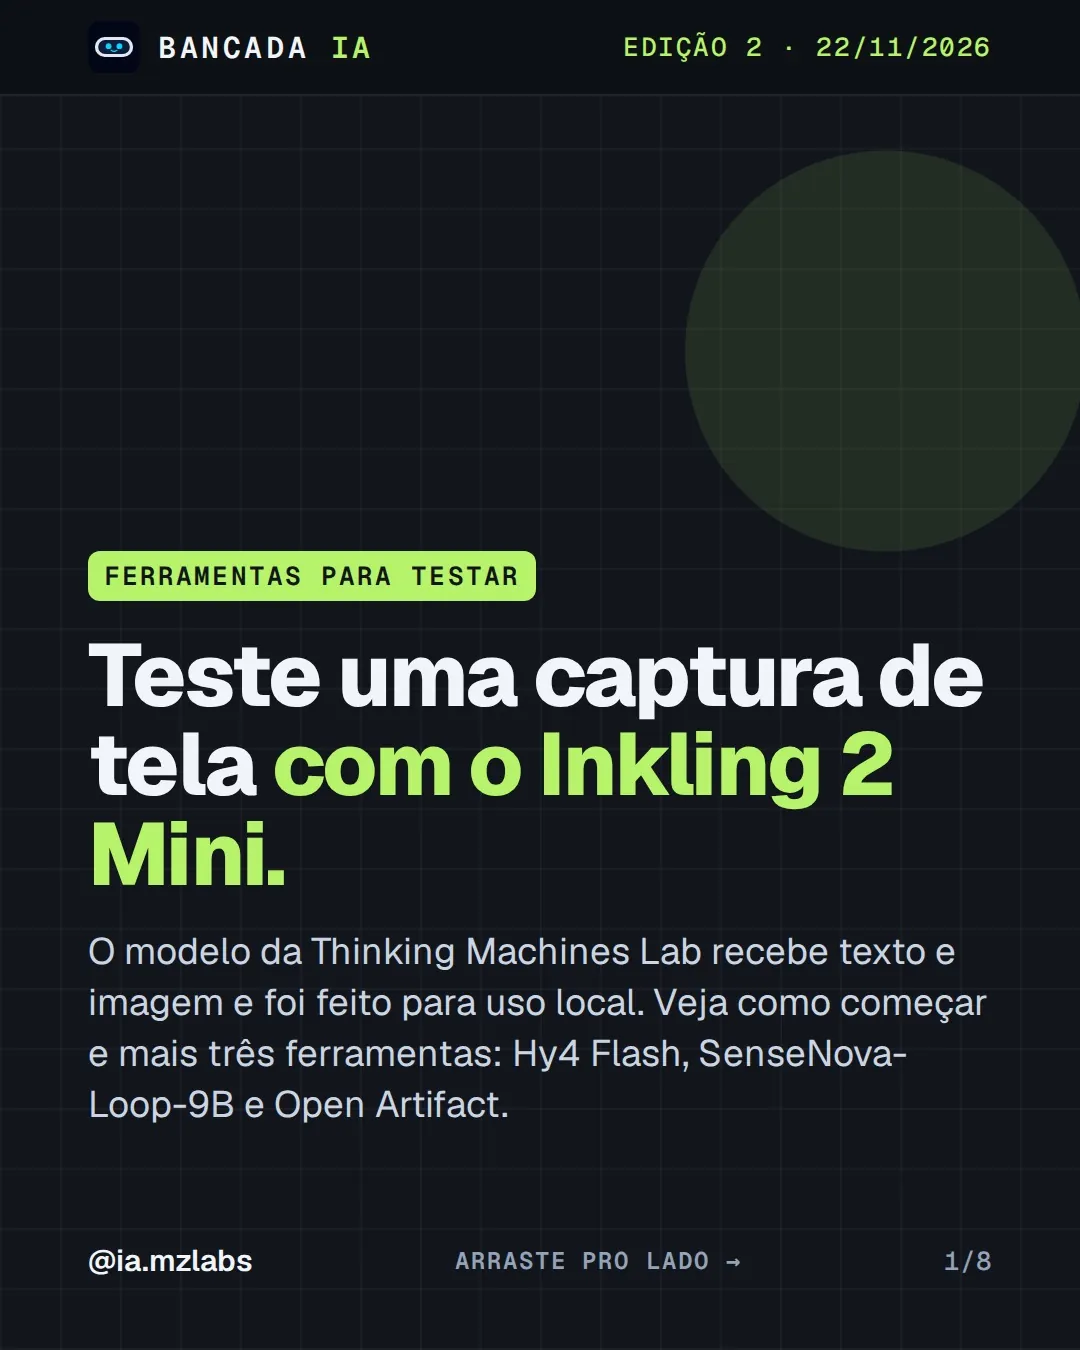 BANCADA IA
EDIÇÃO 2 · 22/11/2026
FERRAMENTAS PARA TESTAR
Teste uma captura de
tela com o Inkling 2
Mini.
O modelo da Thinking Machines Lab recebe texto e
imagem e foi feito para uso local. Veja como começar
e mais três ferramentas: Hy4 Flash, SenseNova-
Loop-9B e Open Artifact.
@ia.mzlabs
ARRASTE PRO LADO →
1/8